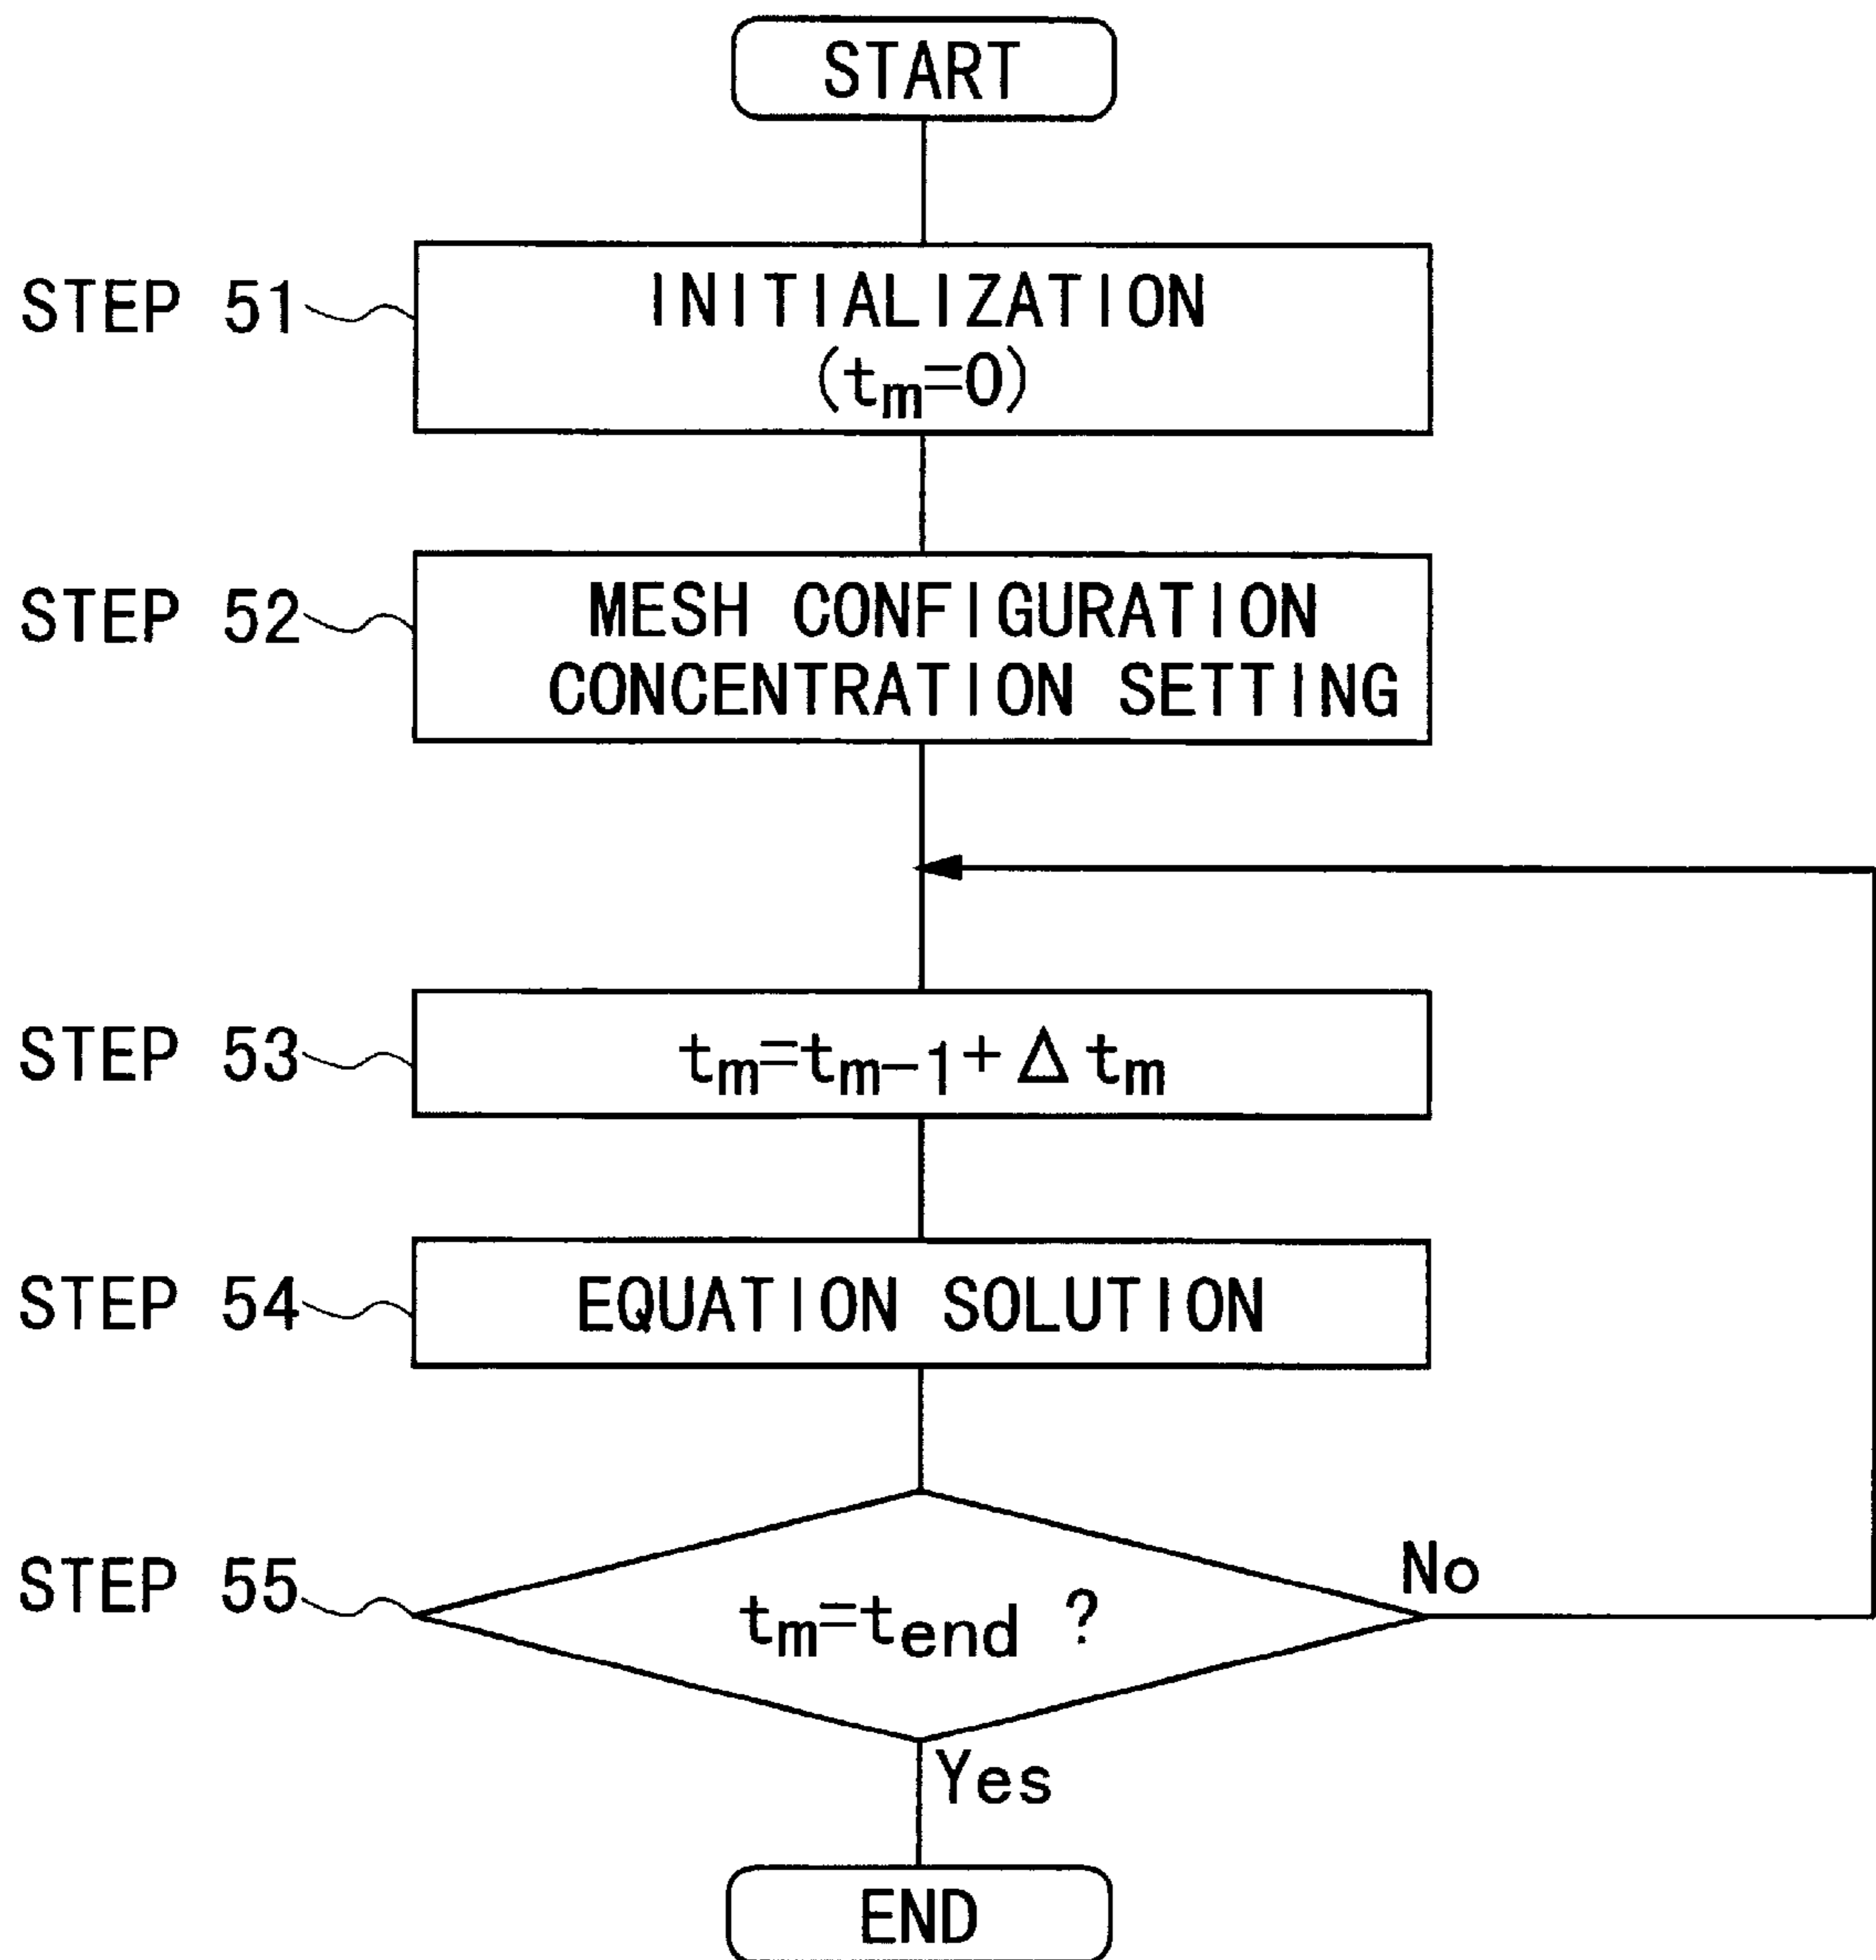 START
STEP 51
INITIALIZATION
(tm=0)
STEP 52
MESH CONFIGURATION
CONCENTRATION SETTING
STEP 53
tm=tm-1+Δtm
STEP 54
EQUATION SOLUTION
STEP 55
tm=tend ?
No
Yes
END